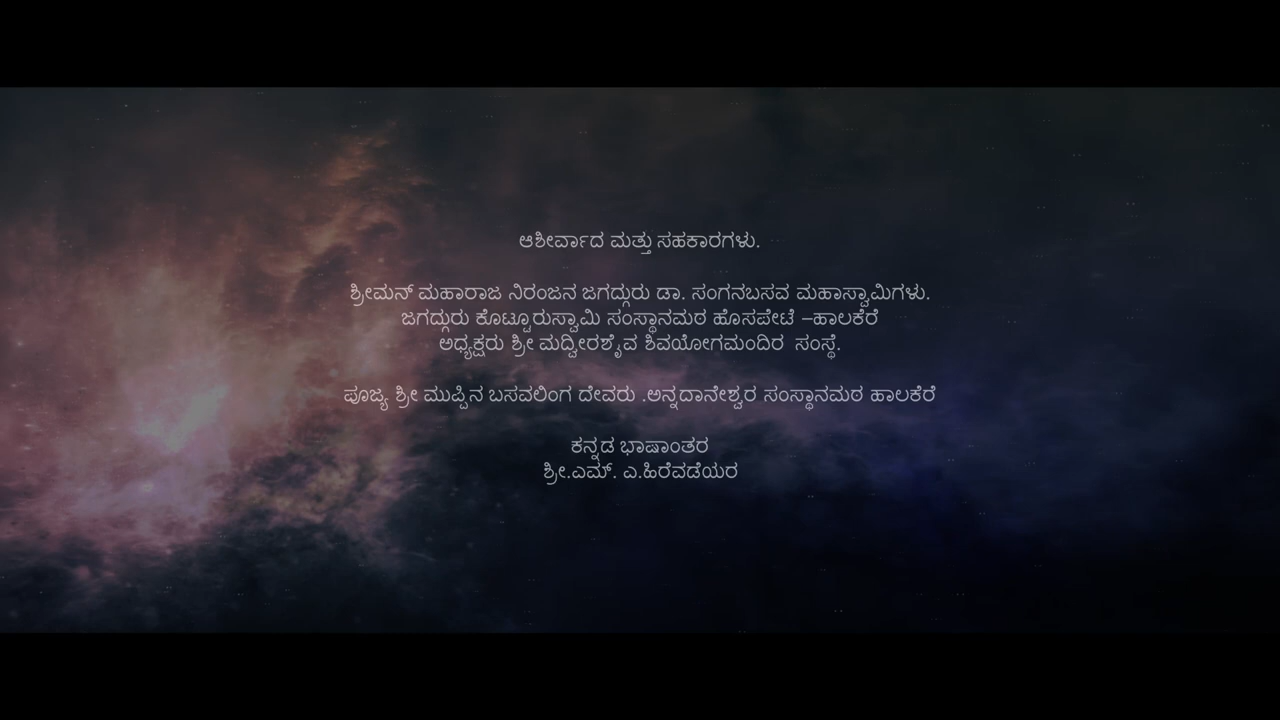 ಆಶೀರ್ವಾದ ಮತ್ತು ಸಹಕಾರಗಳು.
ಶ್ರೀಮನ್ ಮಹಾರಾಜ ನಿರಂಜನ ಜಗದ್ಗುರು ಡಾ. ಸಂಗನಬಸವ ಮಹಾಸ್ವಾಮಿಗಳು.
ಜಗದ್ಗುರು ಕೊಟ್ಟೂರುಸ್ವಾಮಿ ಸಂಸ್ಥಾನಮಠ ಹೊಸಪೇಟೆ –ಹಾಲಕೆರೆ
ಅಧ್ಯಕ್ಷರು ಶ್ರೀ ಮದ್ವೀರಶೈವ ಶಿವಯೋಗಮಂದಿರ ಸಂಸ್ಥೆ.
ಪೂಜ್ಯ ಶ್ರೀ ಮುಪ್ಪಿನ ಬಸವಲಿಂಗ ದೇವರು .ಅನ್ನದಾನೇಶ್ವರ ಸಂಸ್ಥಾನಮಠ ಹಾಲಕೆರೆ
ಕನ್ನಡ ಭಾಷಾಂತರ
ಶ್ರೀ.ಎಮ್. ಎ.ಹಿರೆವಡೆಯರ